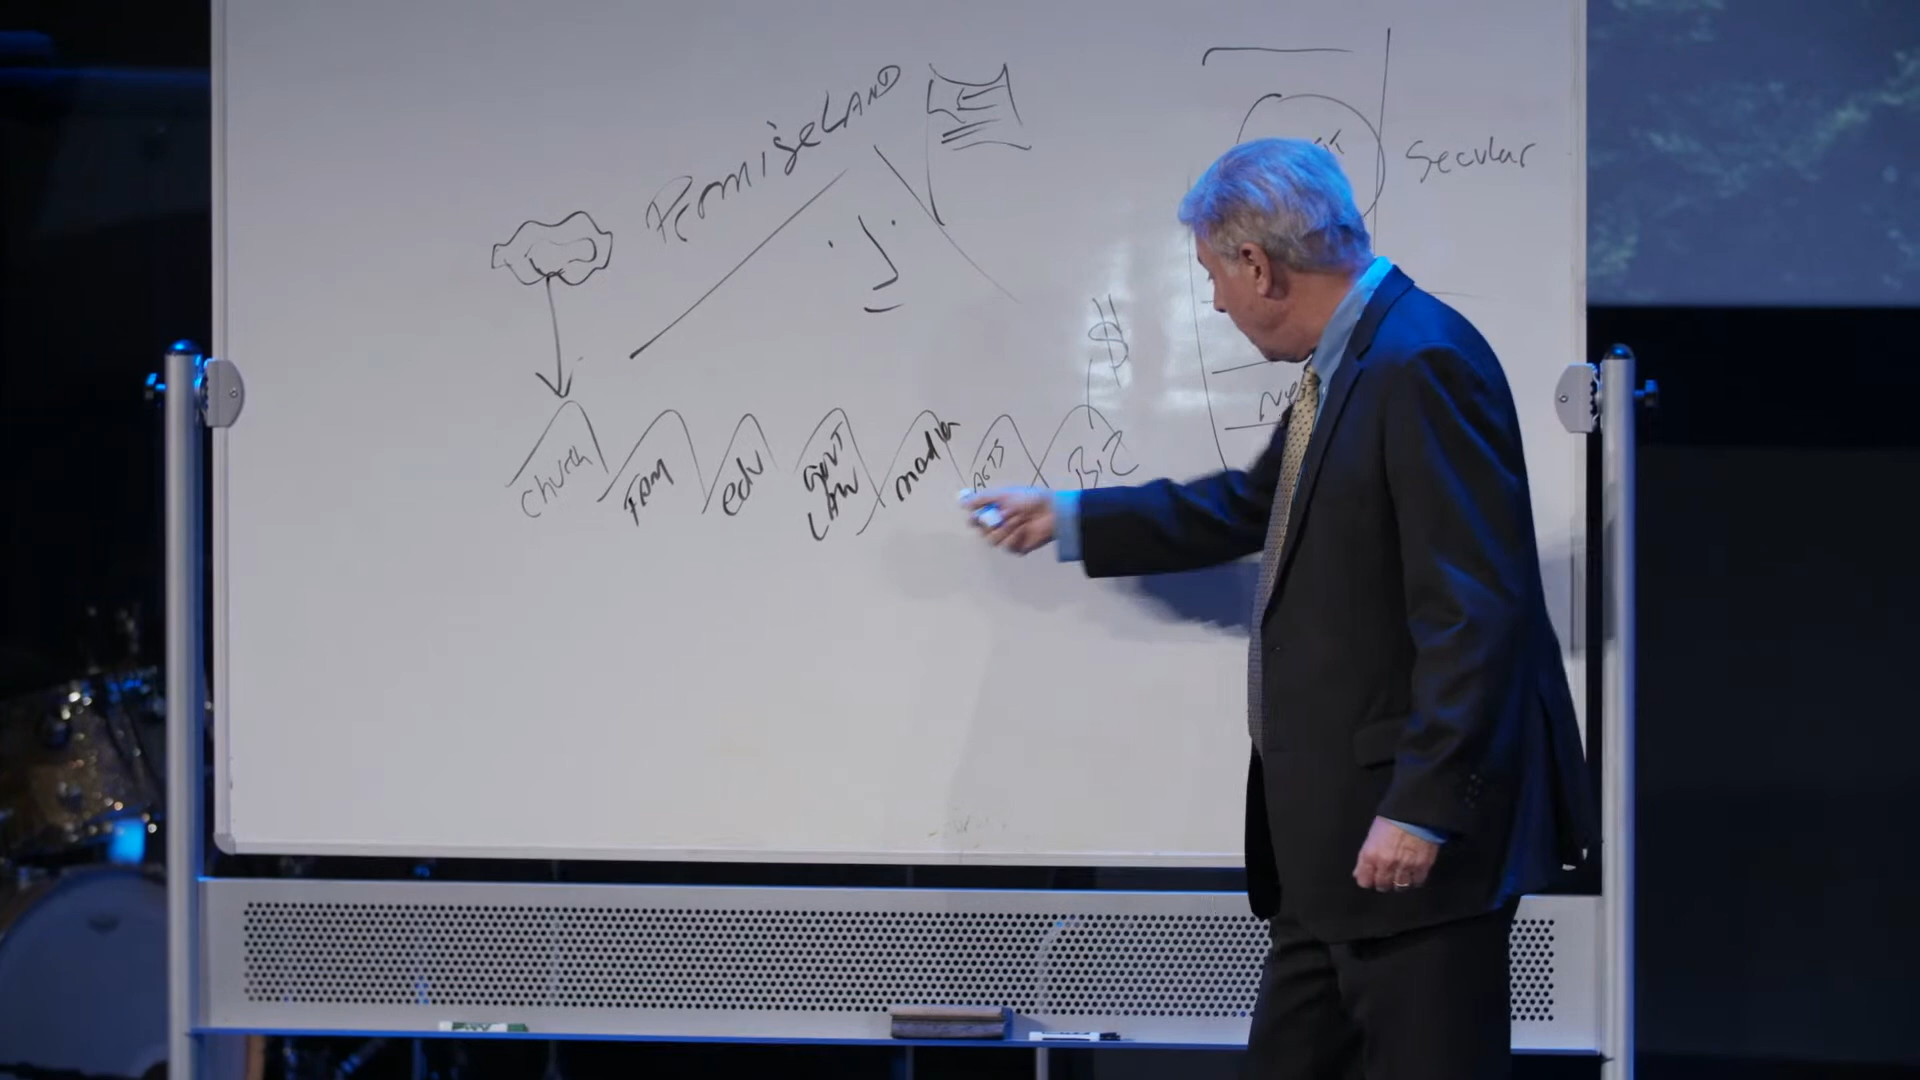 PromiseLAND
Secular
$
church
FAM
edu
GOVT
LAW
media
ARTS
BiZ